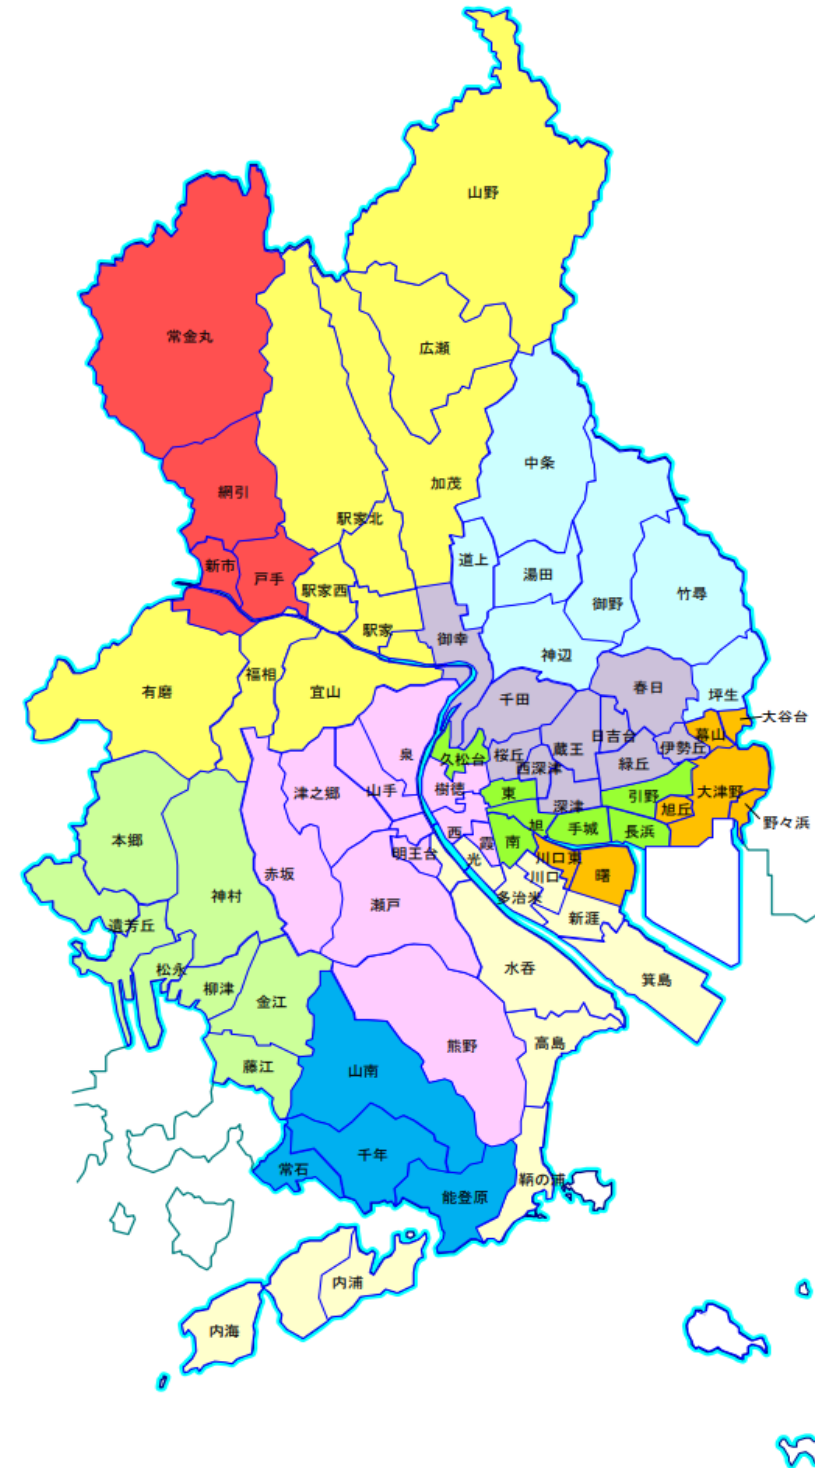 山野
常金丸
広瀬
中条
加茂
網引
駅家北
道上
新市
戸手
湯田
駅家西
竹尋
御野
駅家
御幸
神辺
福相
有磨
宜山
春日
千田
坪生
大谷台
日吉台
幕山
久松台
泉
桜丘
蔵王
伊勢丘
西深津
緑丘
津之郷
山手
樹徳
東
引野
大津野
深津
旭丘
野々浜
西
旭
手城
長浜
本郷
霞
南
明王台
光
川口東
赤坂
川口
曙
神村
瀬戸
多治米
遺芳丘
新涯
松永
水呑
柳津
金江
箕島
熊野
高島
藤江
山南
千年
常石
鞆の浦
能登原
内浦
内海